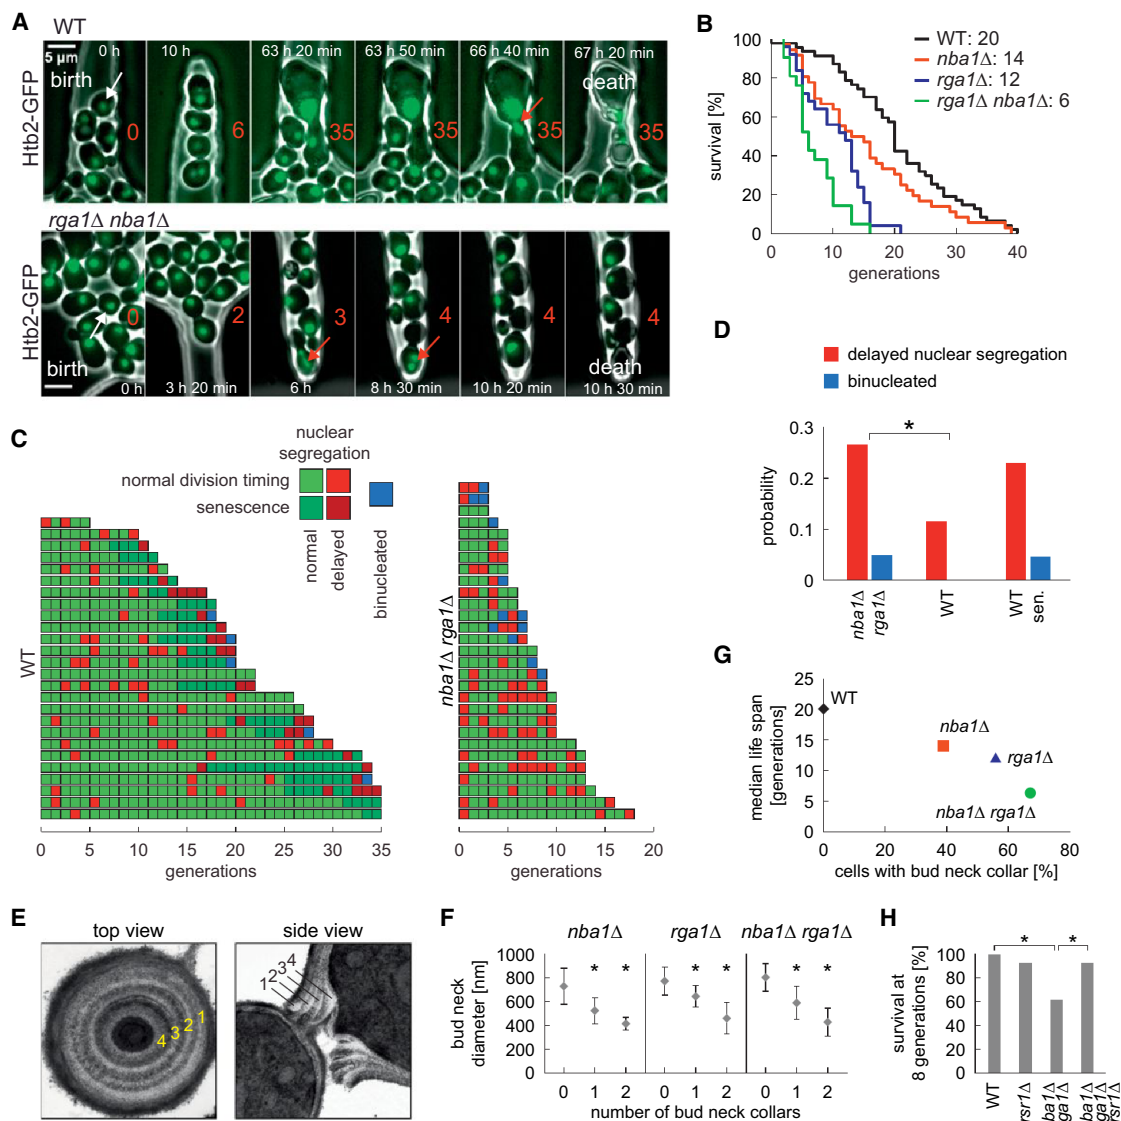 A
WT
Htb2-GFP
5 µm
0 h
birth
0
10 h
6
63 h 20 min
35
63 h 50 min
35
66 h 40 min
35
67 h 20 min
death
35
rga1Δ nba1Δ
Htb2-GFP
birth
0
0 h
2
3 h 20 min
3
6 h
4
8 h 30 min
4
10 h 20 min
4
death
10 h 30 min
B
survival [%]
100
80
60
40
20
0
0 10 20 30 40
generations
WT: 20
nba1Δ: 14
rga1Δ: 12
rga1Δ nba1Δ: 6
C
nuclear
segregation
normal division timing
senescence
normal
delayed
binucleated
WT
0 5 10 15 20 25 30 35
generations
nba1Δ rga1Δ
0 5 10 15 20
generations
D
delayed nuclear segregation
binucleated
probability
0.3
0.2
0.1
0
*
nba1Δ
rga1Δ
WT
WT
sen.
G
median life span
[generations]
25
20
15
10
5
0
WT
nba1Δ
rga1Δ
nba1Δ rga1Δ
0 20 40 60 80
cells with bud neck collar [%]
E
top view
1
2
3
4
side view
1234
F
nba1Δ rga1Δ nba1Δ rga1Δ
bud neck
diameter [nm]
1000
800
600
400
200
0
* * * * * *
0 1 2 0 1 2 0 1 2
number of bud neck collars
H
survival at
8 generations [%]
100
80
60
40
20
0
* *
WT
rsr1Δ
ba1Δ
ga1Δ
ba1Δ
ga1Δ
rsr1Δ